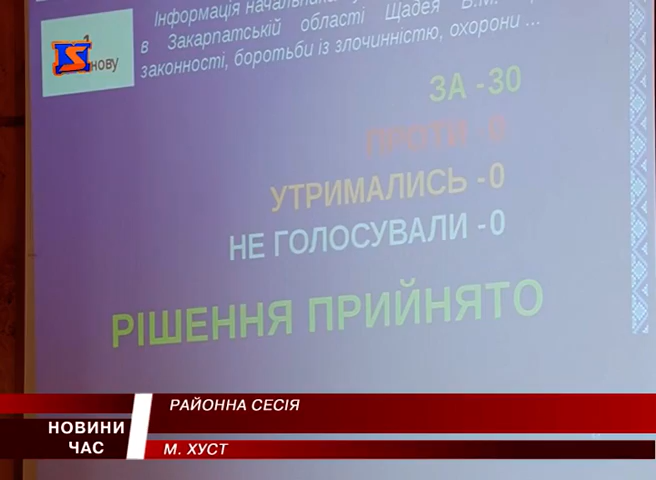 Інформація начальника
в Закарпатській області Щадея В.М.
законності, боротьби із злочинністю, охорони ...
нову
ЗА -30
ПРОТИ -0
УТРИМАЛИСЬ -0
НЕ ГОЛОСУВАЛИ -0
РІШЕННЯ ПРИЙНЯТО
РАЙОННА СЕСІЯ
НОВИНИ
ЧАС
М. ХУСТ